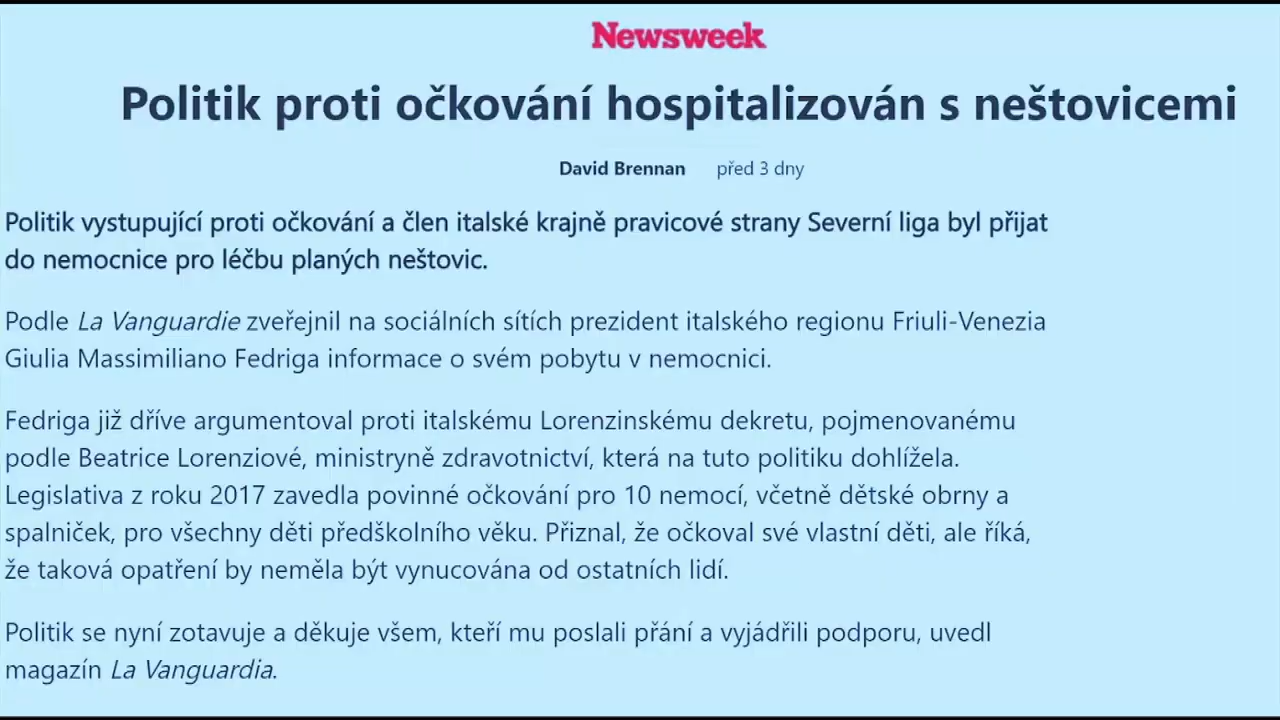 Newsweek
Politik proti očkování hospitalizován s neštovicemi
David Brennan před 3 dny
Politik vystupující proti očkování a člen italské krajně pravicové strany Severní liga byl přijat
do nemocnice pro léčbu planých neštovic.
Podle La Vanguardie zveřejnil na sociálních sítích prezident italského regionu Friuli-Venezia
Giulia Massimiliano Fedriga informace o svém pobytu v nemocnici.
Fedriga již dříve argumentoval proti italskému Lorenzinskému dekretu, pojmenovanému
podle Beatrice Lorenziové, ministryně zdravotnictví, která na tuto politiku dohlížela.
Legislativa z roku 2017 zavedla povinné očkování pro 10 nemocí, včetně dětské obrny a
spalniček, pro všechny děti předškolního věku. Přiznal, že očkoval své vlastní děti, ale říká,
že taková opatření by neměla být vynucována od ostatních lidí.
Politik se nyní zotavuje a děkuje všem, kteří mu poslali přání a vyjádřili podporu, uvedl
magazín La Vanguardia.